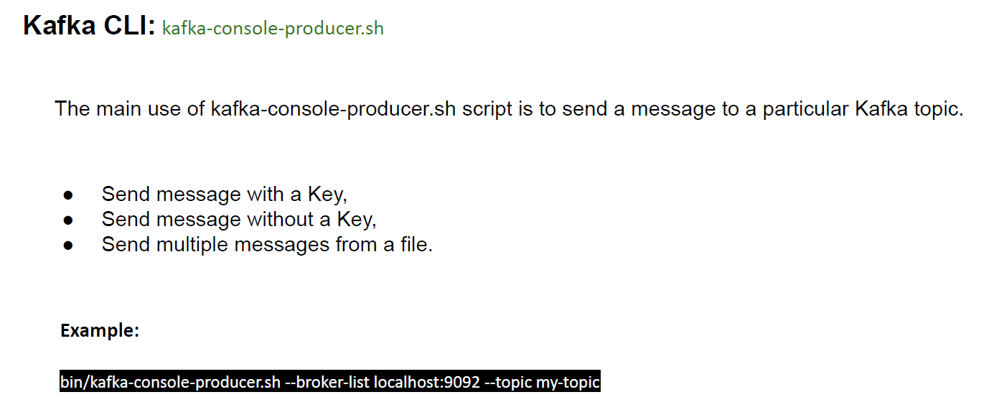 Kafka CLI: kafka-console-producer.sh
The main use of kafka-console-producer.sh script is to send a message to a particular Kafka topic.
● Send message with a Key,
● Send message without a Key,
● Send multiple messages from a file.
Example:
bin/kafka-console-producer.sh --broker-list localhost:9092 --topic my-topic